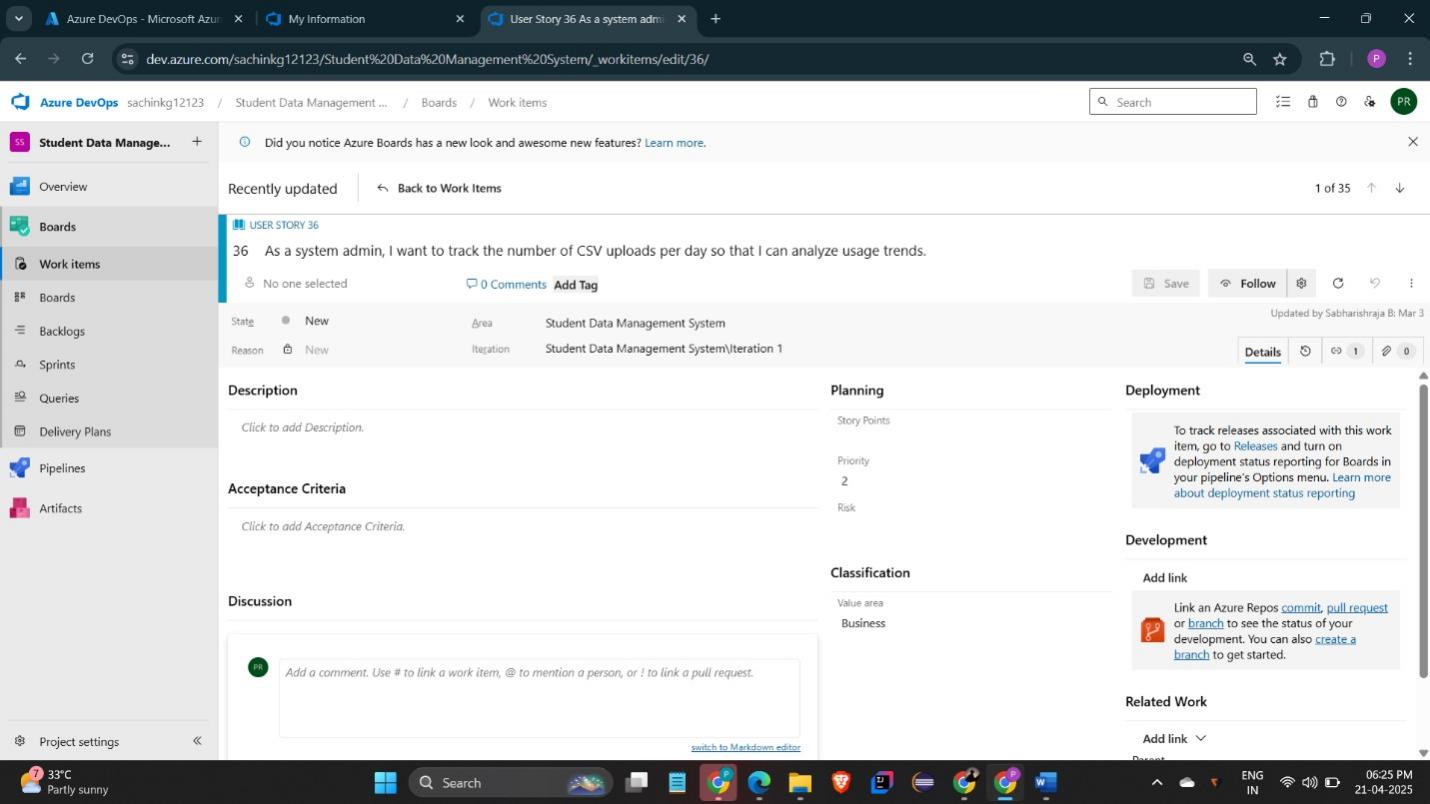 Azure DevOps - Microsoft Azur
My Information
User Story 36 As a system admi
dev.azure.com/sachinkg12123/Student%20Data%20Management%20System/_workitems/edit/36/
P
Azure DevOps sachinkg12123 / Student Data Management ... / Boards / Work items
Search
PR
SS Student Data Manage...
Did you notice Azure Boards has a new look and awesome new features? Learn more.
Overview
Boards
Work items
Boards
Backlogs
Sprints
Queries
Delivery Plans
Pipelines
Artifacts
Project settings
Recently updated
Back to Work Items
1 of 35
USER STORY 36
36 As a system admin, I want to track the number of CSV uploads per day so that I can analyze usage trends.
No one selected
0 Comments
Add Tag
Save
Follow
State New
Area Student Data Management System
Updated by Sabharishraja B: Mar 3
Reason New
Iteration Student Data Management System\Iteration 1
Details
1
0
Description
Click to add Description.
Acceptance Criteria
Click to add Acceptance Criteria.
Discussion
PR
Add a comment. Use # to link a work item, @ to mention a person, or ! to link a pull request.
switch to Markdown editor
Planning
Story Points
Priority
2
Risk
Classification
Value area
Business
Deployment
To track releases associated with this work
item, go to Releases and turn on
deployment status reporting for Boards in
your pipeline's Options menu. Learn more
about deployment status reporting
Development
Add link
Link an Azure Repos commit, pull request
or branch to see the status of your
development. You can also create a
branch to get started.
Related Work
Add link
Parent
7
33°C
Partly sunny
Search
ENG
IN
06:25 PM
21-04-2025